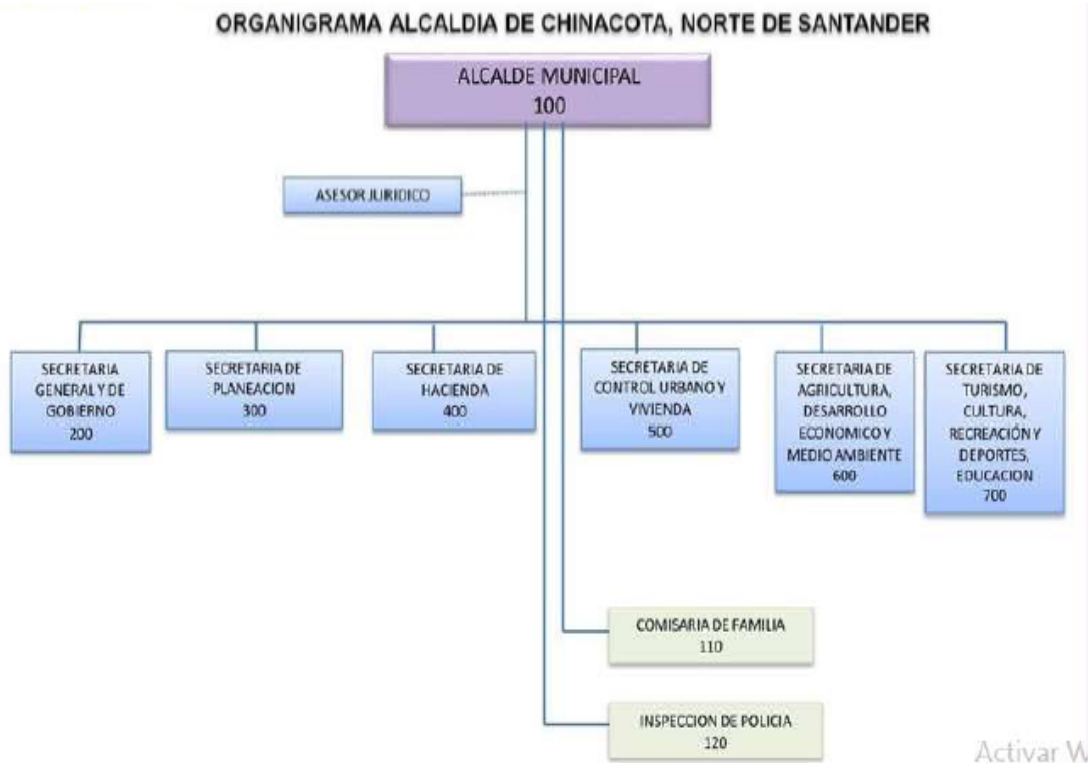 ORGANIGRAMA ALCALDIA DE CHINACOTA, NORTE DE SANTANDER
ALCALDE MUNICIPAL
100
ASESOR JURIDICO
SECRETARIA
GENERAL Y DE
GOBIERNO
200
SECRETARIA DE
PLANEACION
300
SECRETARIA DE
HACIENDA
400
SECRETARIA DE
CONTROL URBANO Y
VIVIENDA
500
SECRETARIA DE
AGRICULTURA,
DESARROLLO
ECONOMICO Y
MEDIO AMBIENTE
600
SECRETARIA DE
TURISMO,
CULTURA,
RECREACIÓN Y
DEPORTES,
EDUCACION
700
COMISARIA DE FAMILIA
110
INSPECCION DE POLICIA
120
Activar W